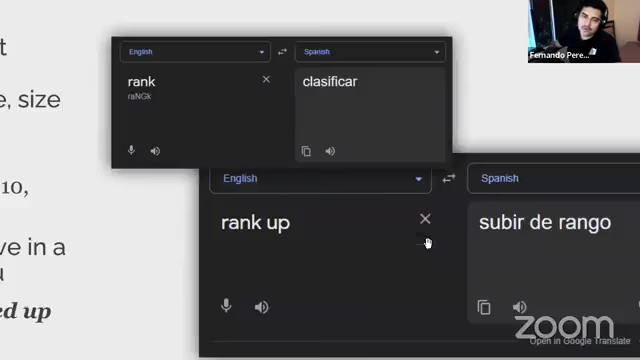 t
Fernando Pere...
e, size
10,
ve in a
u
ed up
English
Spanish
rank
raNGk
clasificar
English
Spanish
rank up
subir de rango
zoom
Open in Google Translate